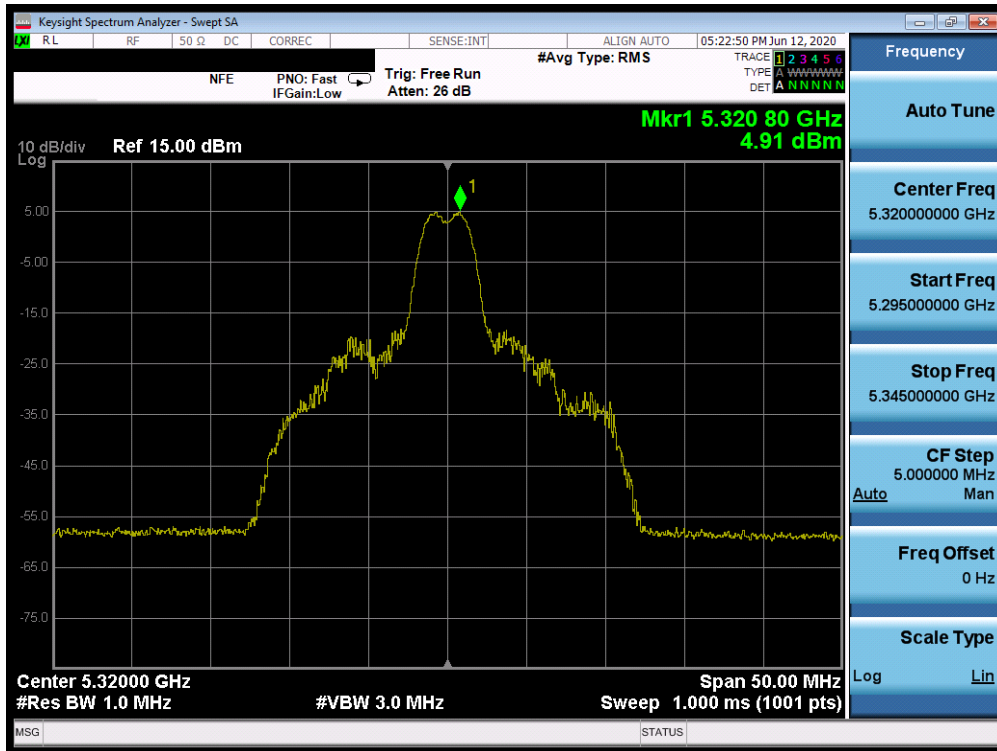 Keysight Spectrum Analyzer - Swept SA
LXI RL RF 50 Ω DC CORREC SENSE:INT ALIGN AUTO 05:22:50 PM Jun 12, 2020
NFE PNO: Fast Trig: Free Run #Avg Type: RMS TRACE 1 2 3 4 5 6
IFGain:Low Atten: 26 dB TYPE A WWWWW
DET A N N N N N
Mkr1 5.320 80 GHz
4.91 dBm
10 dB/div Ref 15.00 dBm
Log
1
5.00
-5.00
-15.0
-25.0
-35.0
-45.0
-55.0
-65.0
-75.0
Center 5.32000 GHz Span 50.00 MHz
#Res BW 1.0 MHz #VBW 3.0 MHz Sweep 1.000 ms (1001 pts)
MSG STATUS
Frequency
Auto Tune
Center Freq
5.320000000 GHz
Start Freq
5.295000000 GHz
Stop Freq
5.345000000 GHz
CF Step
5.000000 MHz
Auto Man
Freq Offset
0 Hz
Scale Type
Log Lin